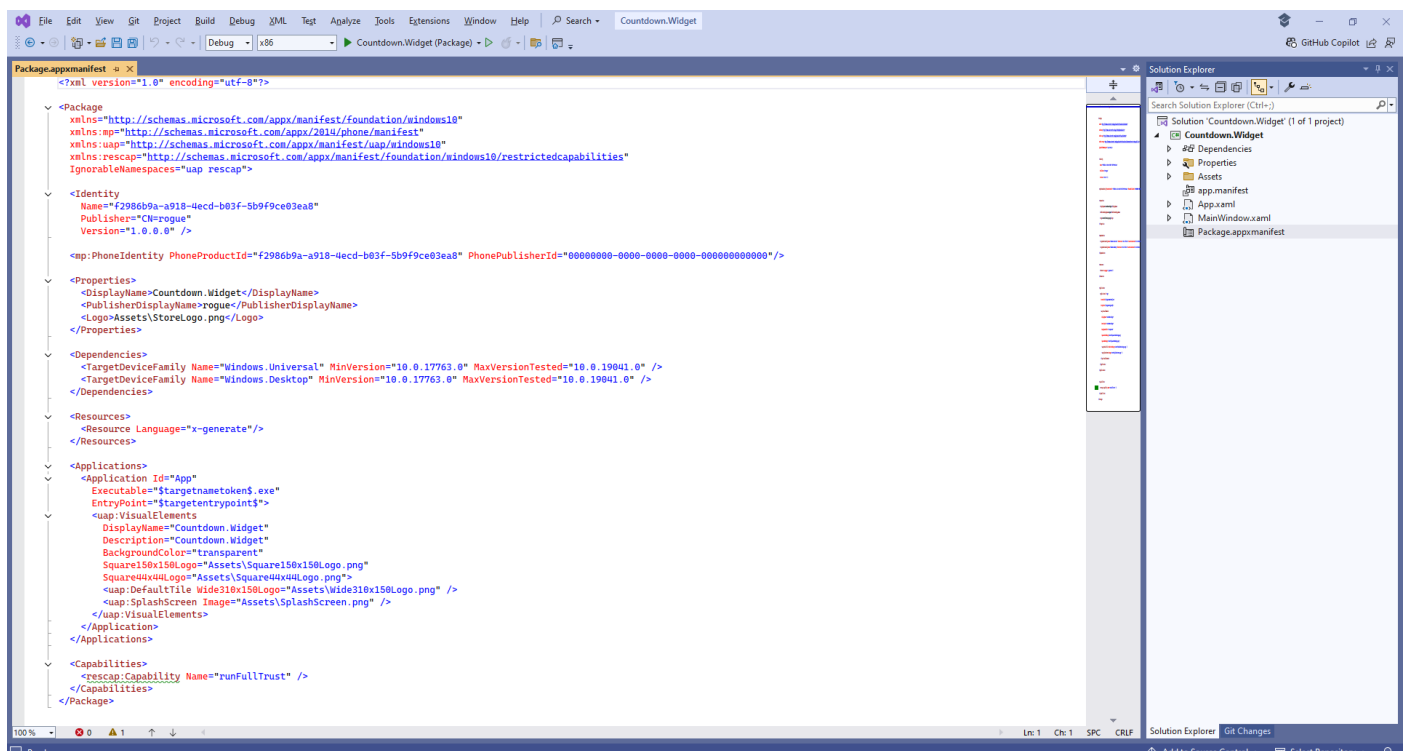 File Edit View Git Project Build Debug XML Test Analyze Tools Extensions Window Help Search Countdown.Widget
Debug x86 Countdown.Widget (Package) GitHub Copilot
Package.appxmanifest
<?xml version="1.0" encoding="utf-8"?>
<Package
xmlns="http://schemas.microsoft.com/appx/manifest/foundation/windows10"
xmlns:mp="http://schemas.microsoft.com/appx/2014/phone/manifest"
xmlns:uap="http://schemas.microsoft.com/appx/manifest/uap/windows10"
xmlns:rescap="http://schemas.microsoft.com/appx/manifest/foundation/windows10/restrictedcapabilities"
IgnorableNamespaces="uap rescap">
<Identity
Name="f2986b9a-a918-4ecd-b03f-5b9f9ce03ea8"
Publisher="CN=rogue"
Version="1.0.0.0" />
<mp:PhoneIdentity PhoneProductId="f2986b9a-a918-4ecd-b03f-5b9f9ce03ea8" PhonePublisherId="00000000-0000-0000-0000-000000000000"/>
<Properties>
<DisplayName>Countdown.Widget</DisplayName>
<PublisherDisplayName>rogue</PublisherDisplayName>
<Logo>Assets\StoreLogo.png</Logo>
</Properties>
<Dependencies>
<TargetDeviceFamily Name="Windows.Universal" MinVersion="10.0.17763.0" MaxVersionTested="10.0.19041.0" />
<TargetDeviceFamily Name="Windows.Desktop" MinVersion="10.0.17763.0" MaxVersionTested="10.0.19041.0" />
</Dependencies>
<Resources>
<Resource Language="x-generate"/>
</Resources>
<Applications>
<Application Id="App"
Executable="$targetnametoken$.exe"
EntryPoint="$targetentrypoint$">
<uap:VisualElements
DisplayName="Countdown.Widget"
Description="Countdown.Widget"
BackgroundColor="transparent"
Square150x150Logo="Assets\Square150x150Logo.png"
Square44x44Logo="Assets\Square44x44Logo.png">
<uap:DefaultTile Wide310x150Logo="Assets\Wide310x150Logo.png" />
<uap:SplashScreen Image="Assets\SplashScreen.png" />
</uap:VisualElements>
</Application>
</Applications>
<Capabilities>
<rescap:Capability Name="runFullTrust" />
</Capabilities>
</Package>
100 % 0 1 Ln: 1 Ch: 1 SPC CRLF
Solution Explorer
Search Solution Explorer (Ctrl+;)
Solution 'Countdown.Widget' (1 of 1 project)
Countdown.Widget
Dependencies
Properties
Assets
app.manifest
App.xaml
MainWindow.xaml
Package.appxmanifest
Solution Explorer Git Changes